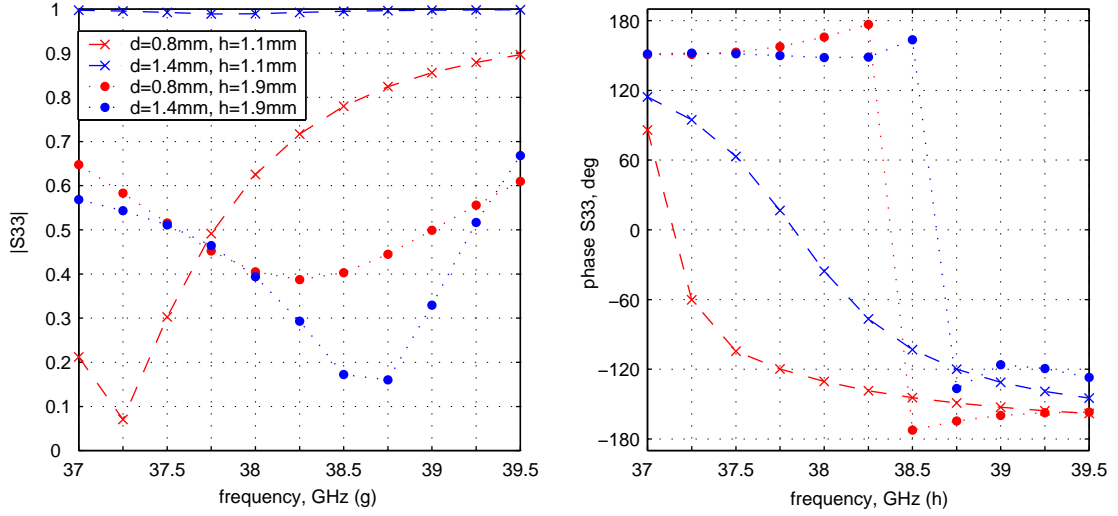 1
0.9
0.8
0.7
0.6
0.5
0.4
0.3
0.2
0.1
0
|S33|
d=0.8mm, h=1.1mm
d=1.4mm, h=1.1mm
d=0.8mm, h=1.9mm
d=1.4mm, h=1.9mm
37 37.5 38 38.5 39 39.5
frequency, GHz (g)
180
120
60
0
−60
−120
−180
phase S33, deg
37 37.5 38 38.5 39 39.5
frequency, GHz (h)